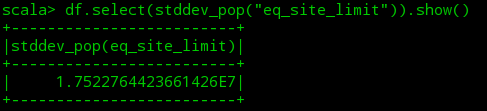 scala> df.select(stddev_pop("eq_site_limit")).show()
+-------------------------+
|stddev_pop(eq_site_limit)|
+-------------------------+
|     1.7522764423661426E7|
+-------------------------+